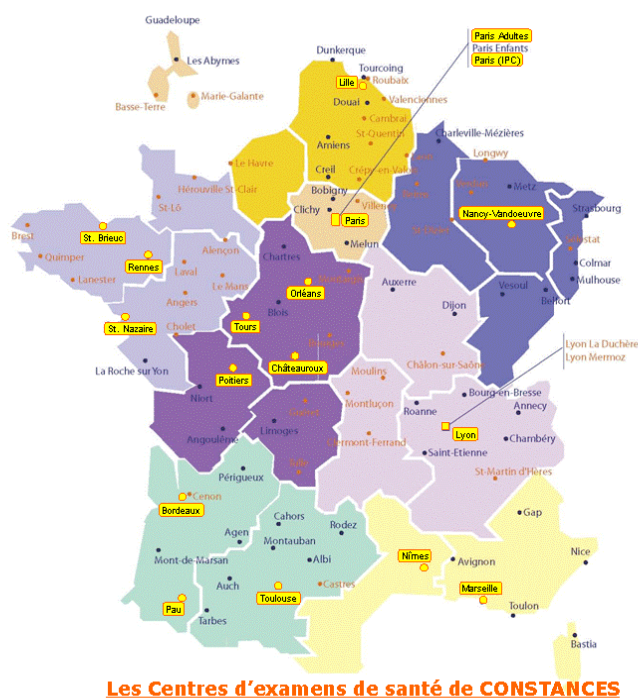 Guadeloupe
Les Abymes
Basse-Terre
Marie-Galante
Paris Adultes
Paris Enfants
Paris (IPC)
Dunkerque
Tourcoing
Lille
Roubaix
Douai
Valenciennes
Cambrai
St-Quentin
Amiens
Charleville-Mézières
Le Havre
Creil
Crépy-en-Valois
Longwy
Hérouville St-Clair
Bobigny
Metz
St-Lô
Clichy
Paris
Nancy-Vandoeuvre
Strasbourg
Brest
St. Brieuc
Alençon
Chartres
Melun
Quimper
Rennes
Laval
Colmar
Lanester
Le Mans
Orléans
Auxerre
Vesoul
Mulhouse
Angers
Blois
Belfort
St. Nazaire
Cholet
Tours
Dijon
La Roche sur Yon
Poitiers
Châteauroux
Moulins
Châlon-sur-Saône
Lyon La Duchère
Lyon Mermoz
Niort
Montluçon
Bourg-en-Bresse
Roanne
Annecy
Angoulême
Limoges
Clermont-Ferrand
Lyon
Chambéry
Saint-Etienne
Périgueux
St-Martin d'Hères
Cenon
Bordeaux
Cahors
Rodez
Gap
Agen
Montauban
Mont-de-Marsan
Albi
Nîmes
Avignon
Nice
Auch
Castres
Toulouse
Marseille
Pau
Tarbes
Toulon
Bastia
Les Centres d’examens de santé de CONSTANCES